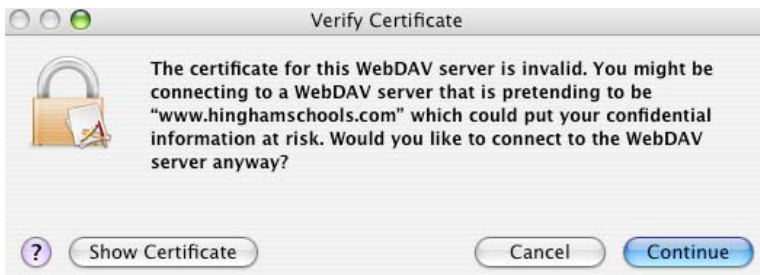 Verify Certificate
The certificate for this WebDAV server is invalid. You might be
connecting to a WebDAV server that is pretending to be
“www.hinghamschools.com” which could put your confidential
information at risk. Would you like to connect to the WebDAV
server anyway?
? Show Certificate Cancel Continue